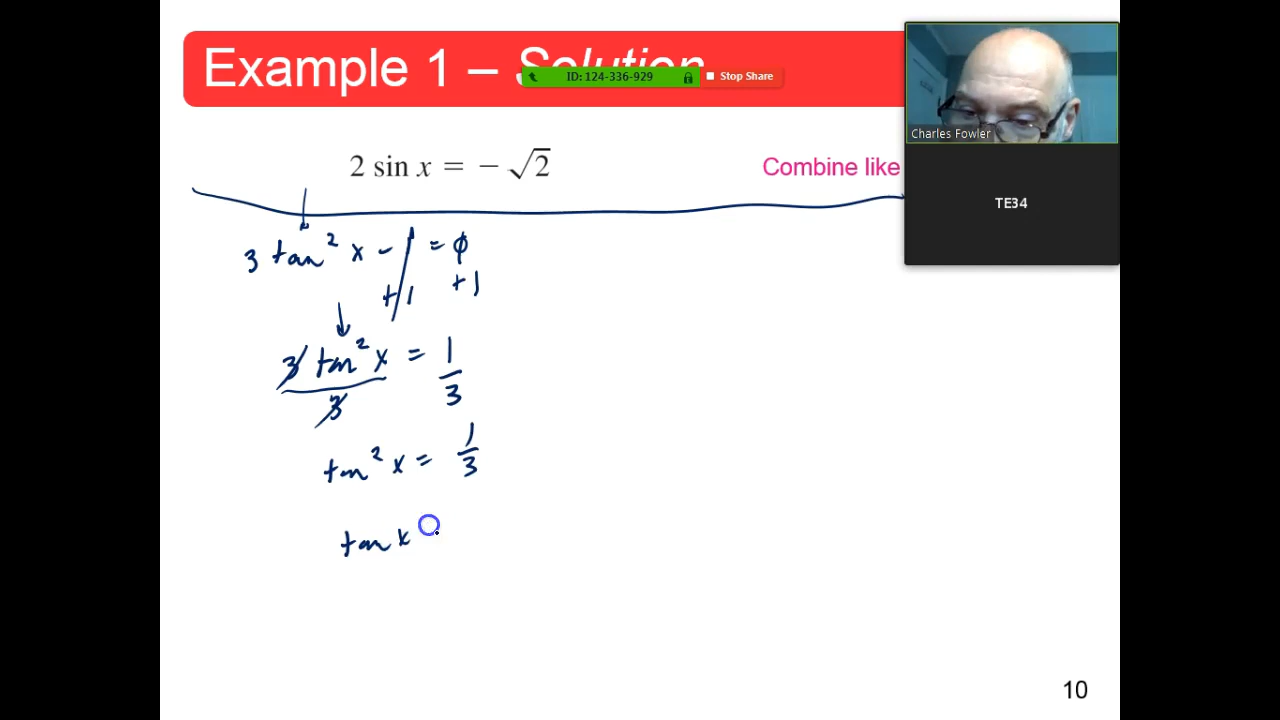 Example 1 – Solution
ID: 124-336-929
Stop Share
Charles Fowler
2 sin x = − √2
Combine like
TE34
3 tan² x − 1 = 0
+1 +1
3 tan² x = 1
3 3
tan² x = 1/3
tan x
10